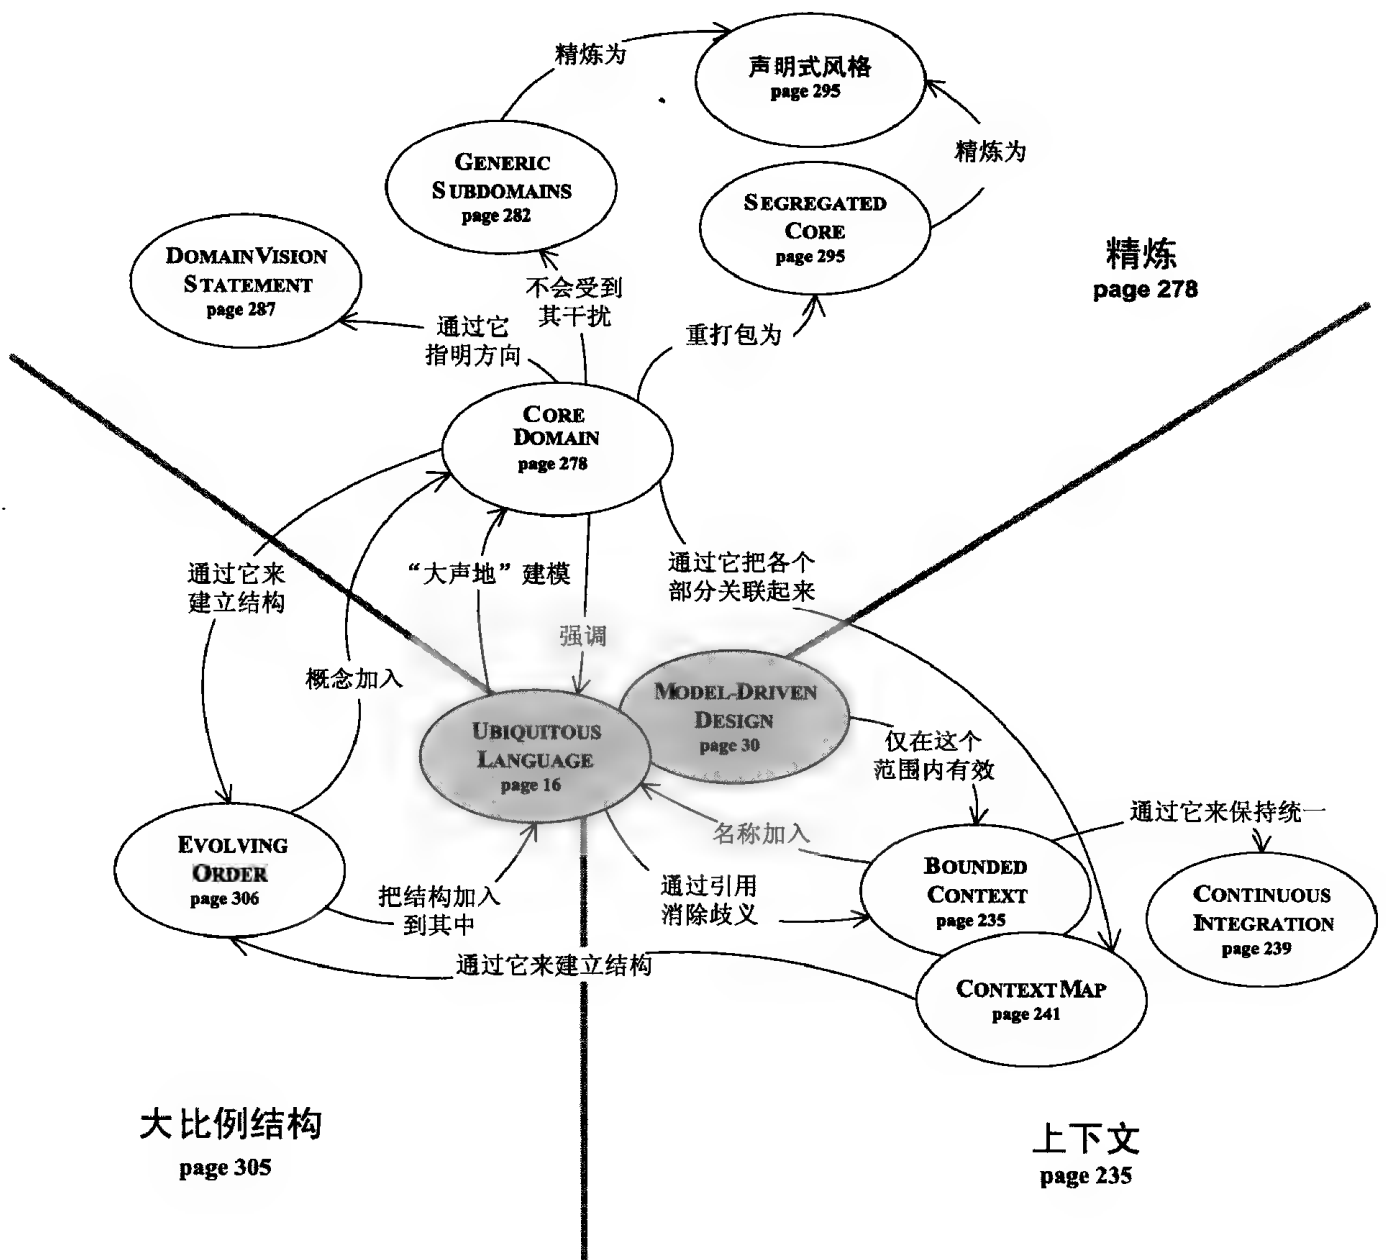 精炼为
声明式风格
page 295
精炼为
GENERIC
SUBDOMAINS
page 282
SEGREGATED
CORE
page 295
精炼
page 278
DOMAIN VISION
STATEMENT
page 287
不会受到
其干扰
通过它
指明方向
重打包为
CORE
DOMAIN
page 278
通过它来
建立结构
“大声地”建模
通过它把各个
部分关联起来
强调
概念加入
MODEL-DRIVEN
DESIGN
page 30
UBIQUITOUS
LANGUAGE
page 16
仅在这个
范围内有效
名称加入
通过它来保持统一
EVOLVING
ORDER
page 306
把结构加入
到其中
通过引用
消除歧义
BOUNDED
CONTEXT
page 235
CONTINUOUS
INTEGRATION
page 239
通过它来建立结构
CONTEXT MAP
page 241
大比例结构
page 305
上下文
page 235